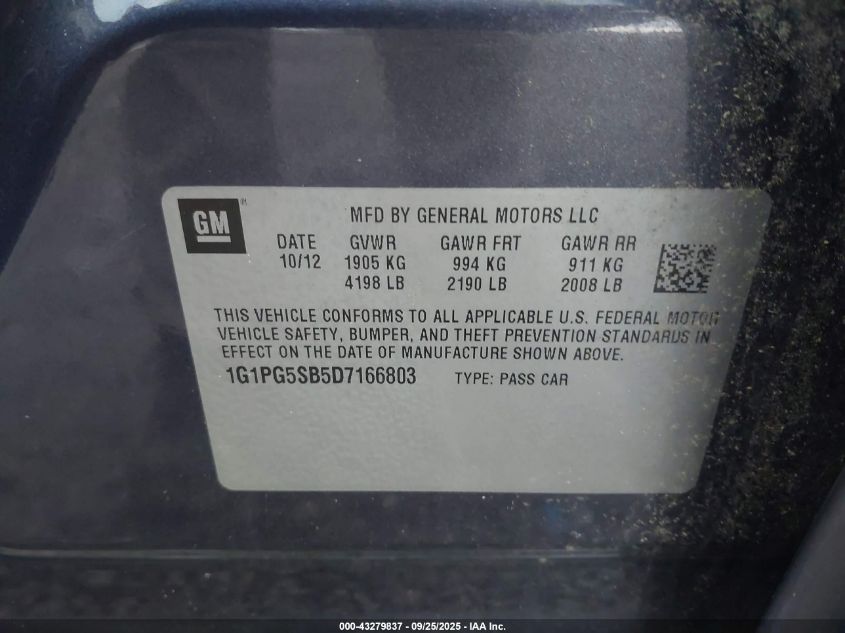 GM
MFD BY GENERAL MOTORS LLC
DATE GVWR GAWR FRT GAWR RR
10/12 1905 KG 994 KG 911 KG
4198 LB 2190 LB 2008 LB
THIS VEHICLE CONFORMS TO ALL APPLICABLE U.S. FEDERAL MOTOR
VEHICLE SAFETY, BUMPER, AND THEFT PREVENTION STANDARDS IN
EFFECT ON THE DATE OF MANUFACTURE SHOWN ABOVE.
1G1PG5SB5D7166803 TYPE: PASS CAR
000-43279837 - 09/25/2025 - IAA Inc.